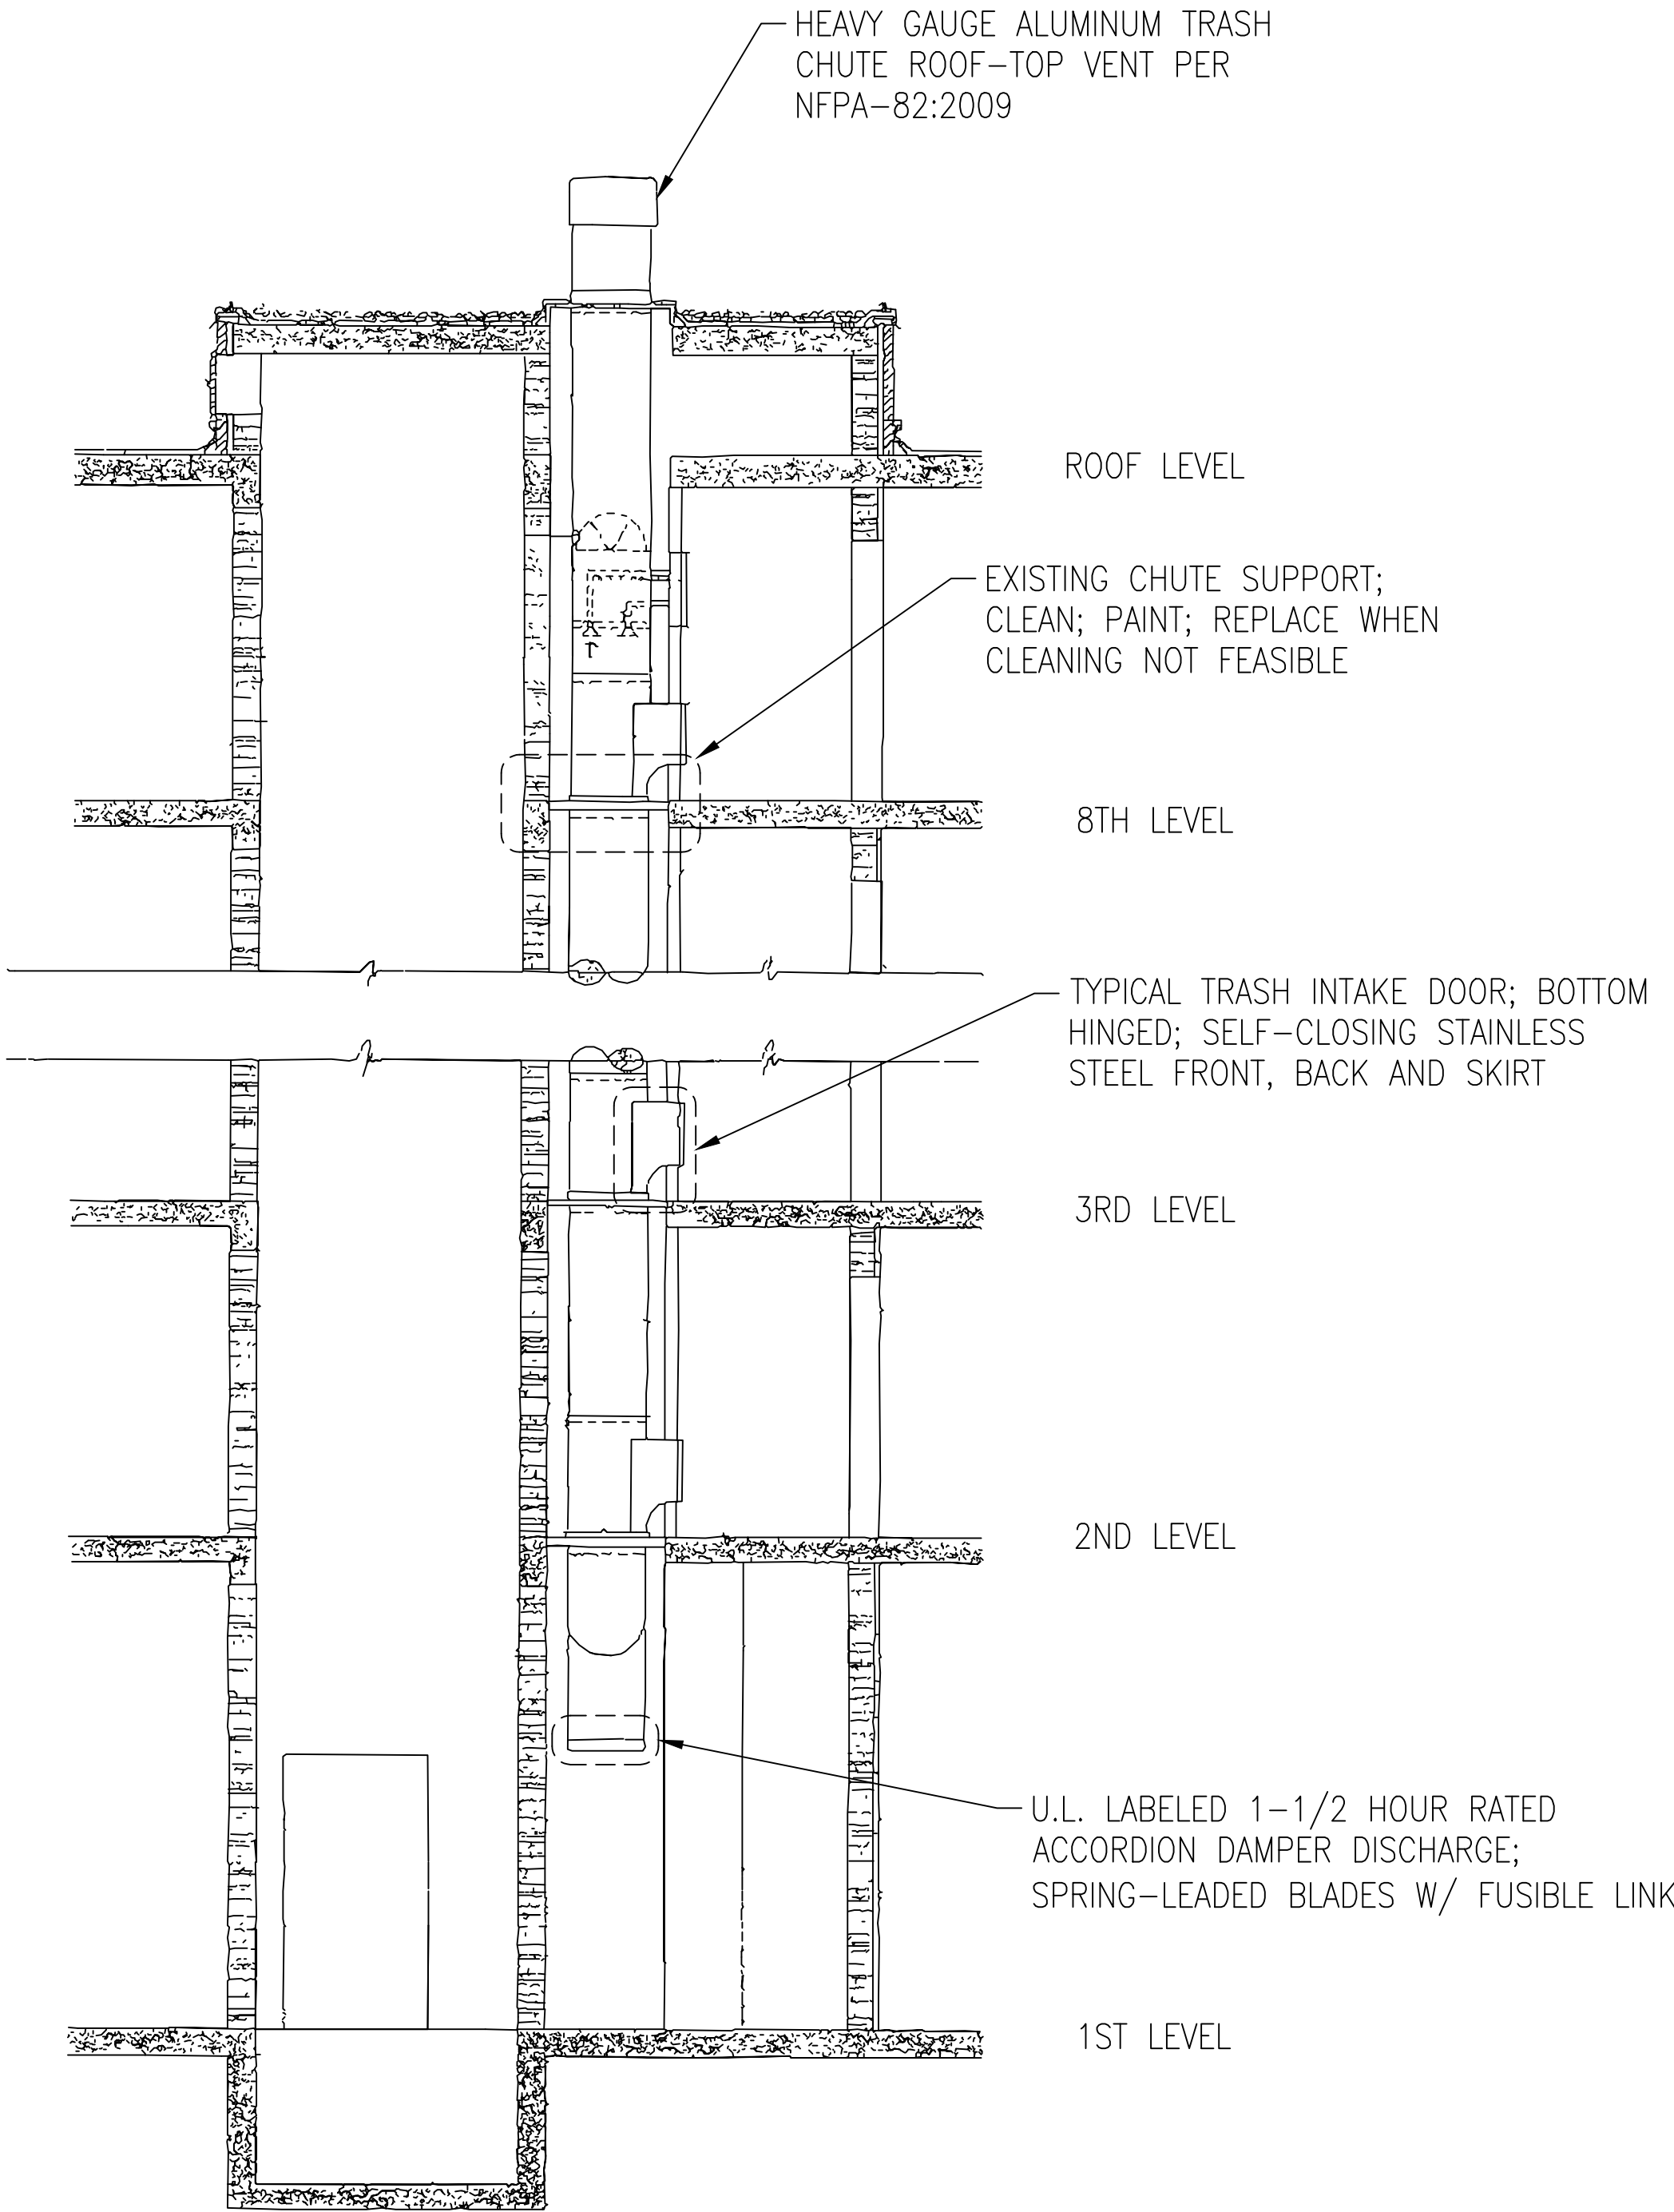 HEAVY GAUGE ALUMINUM TRASH
CHUTE ROOF-TOP VENT PER
NFPA-82:2009
ROOF LEVEL
EXISTING CHUTE SUPPORT;
CLEAN; PAINT; REPLACE WHEN
CLEANING NOT FEASIBLE
8TH LEVEL
TYPICAL TRASH INTAKE DOOR; BOTTOM
HINGED; SELF-CLOSING STAINLESS
STEEL FRONT, BACK AND SKIRT
3RD LEVEL
2ND LEVEL
U.L. LABELED 1-1/2 HOUR RATED
ACCORDION DAMPER DISCHARGE;
SPRING-LEADED BLADES W/ FUSIBLE LINK
1ST LEVEL